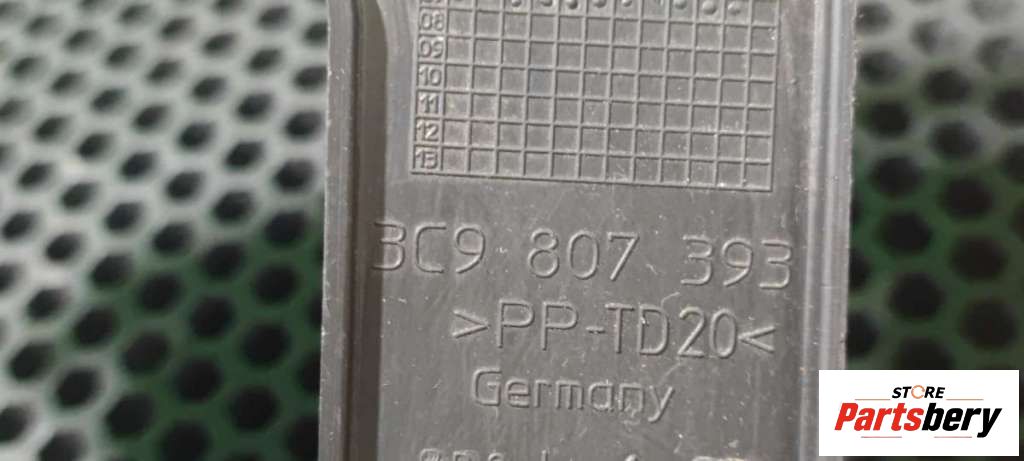 08
09
10
11
12
13
3C9 807 393
>PP-TD20<
Germany
STORE
Partsbery